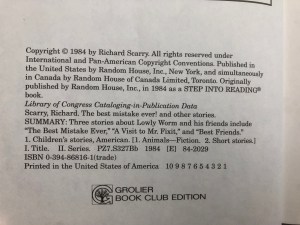 Copyright © 1984 by Richard Scarry. All rights reserved under
International and Pan-American Copyright Conventions. Published in
the United States by Random House, Inc., New York, and simultaneously
in Canada by Random House of Canada Limited, Toronto. Originally
published by Random House, Inc., in 1984 as a STEP INTO READING®
book.
Library of Congress Cataloging-in-Publication Data
Scarry, Richard. The best mistake ever! and other stories.
SUMMARY: Three stories about Lowly Worm and his friends include
"The Best Mistake Ever," "A Visit to Mr. Fixit," and "Best Friends."
1. Children's stories, American. [1. Animals—Fiction. 2. Short stories.]
I. Title. II. Series. PZ7.S327Bb 1984 [E] 84-2029
ISBN 0-394-86816-1(trade)
Printed in the United States of America 10 9 8 7 6 5 4 3 2 1
GROLIER
BOOK CLUB EDITION